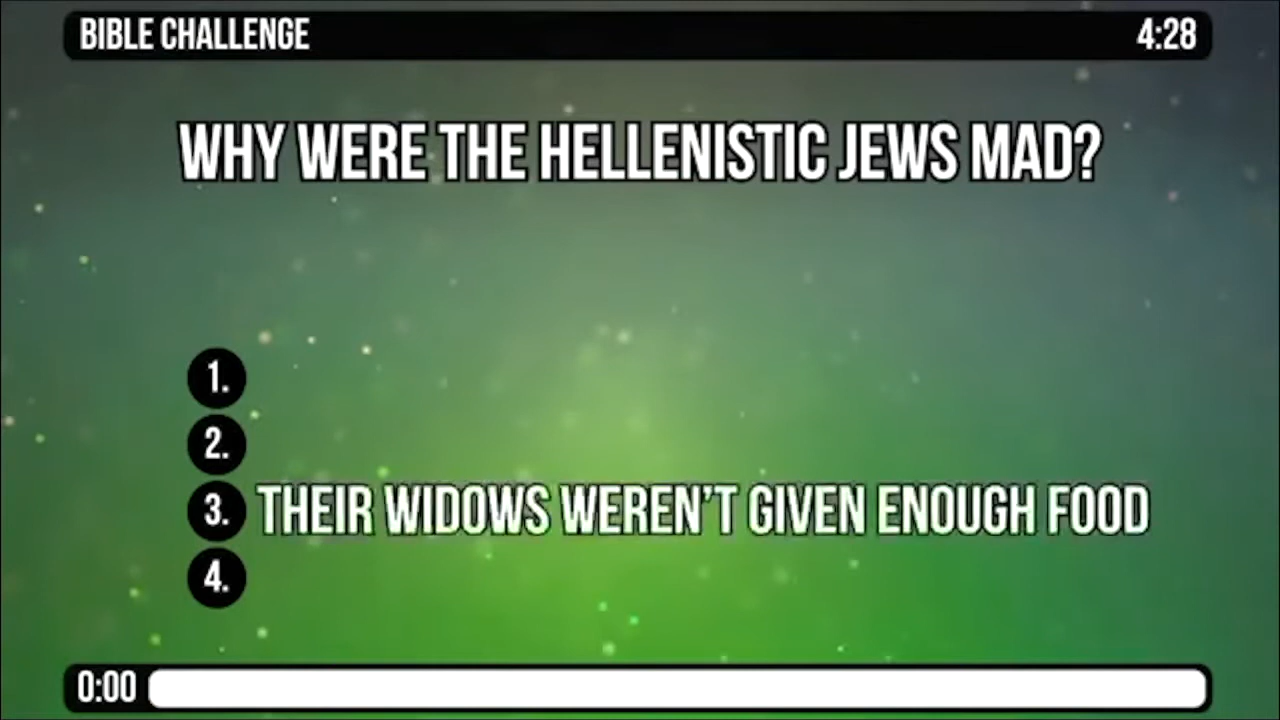 BIBLE CHALLENGE 4:28
WHY WERE THE HELLENISTIC JEWS MAD?
1.
2.
3. THEIR WIDOWS WEREN'T GIVEN ENOUGH FOOD
4.
0:00